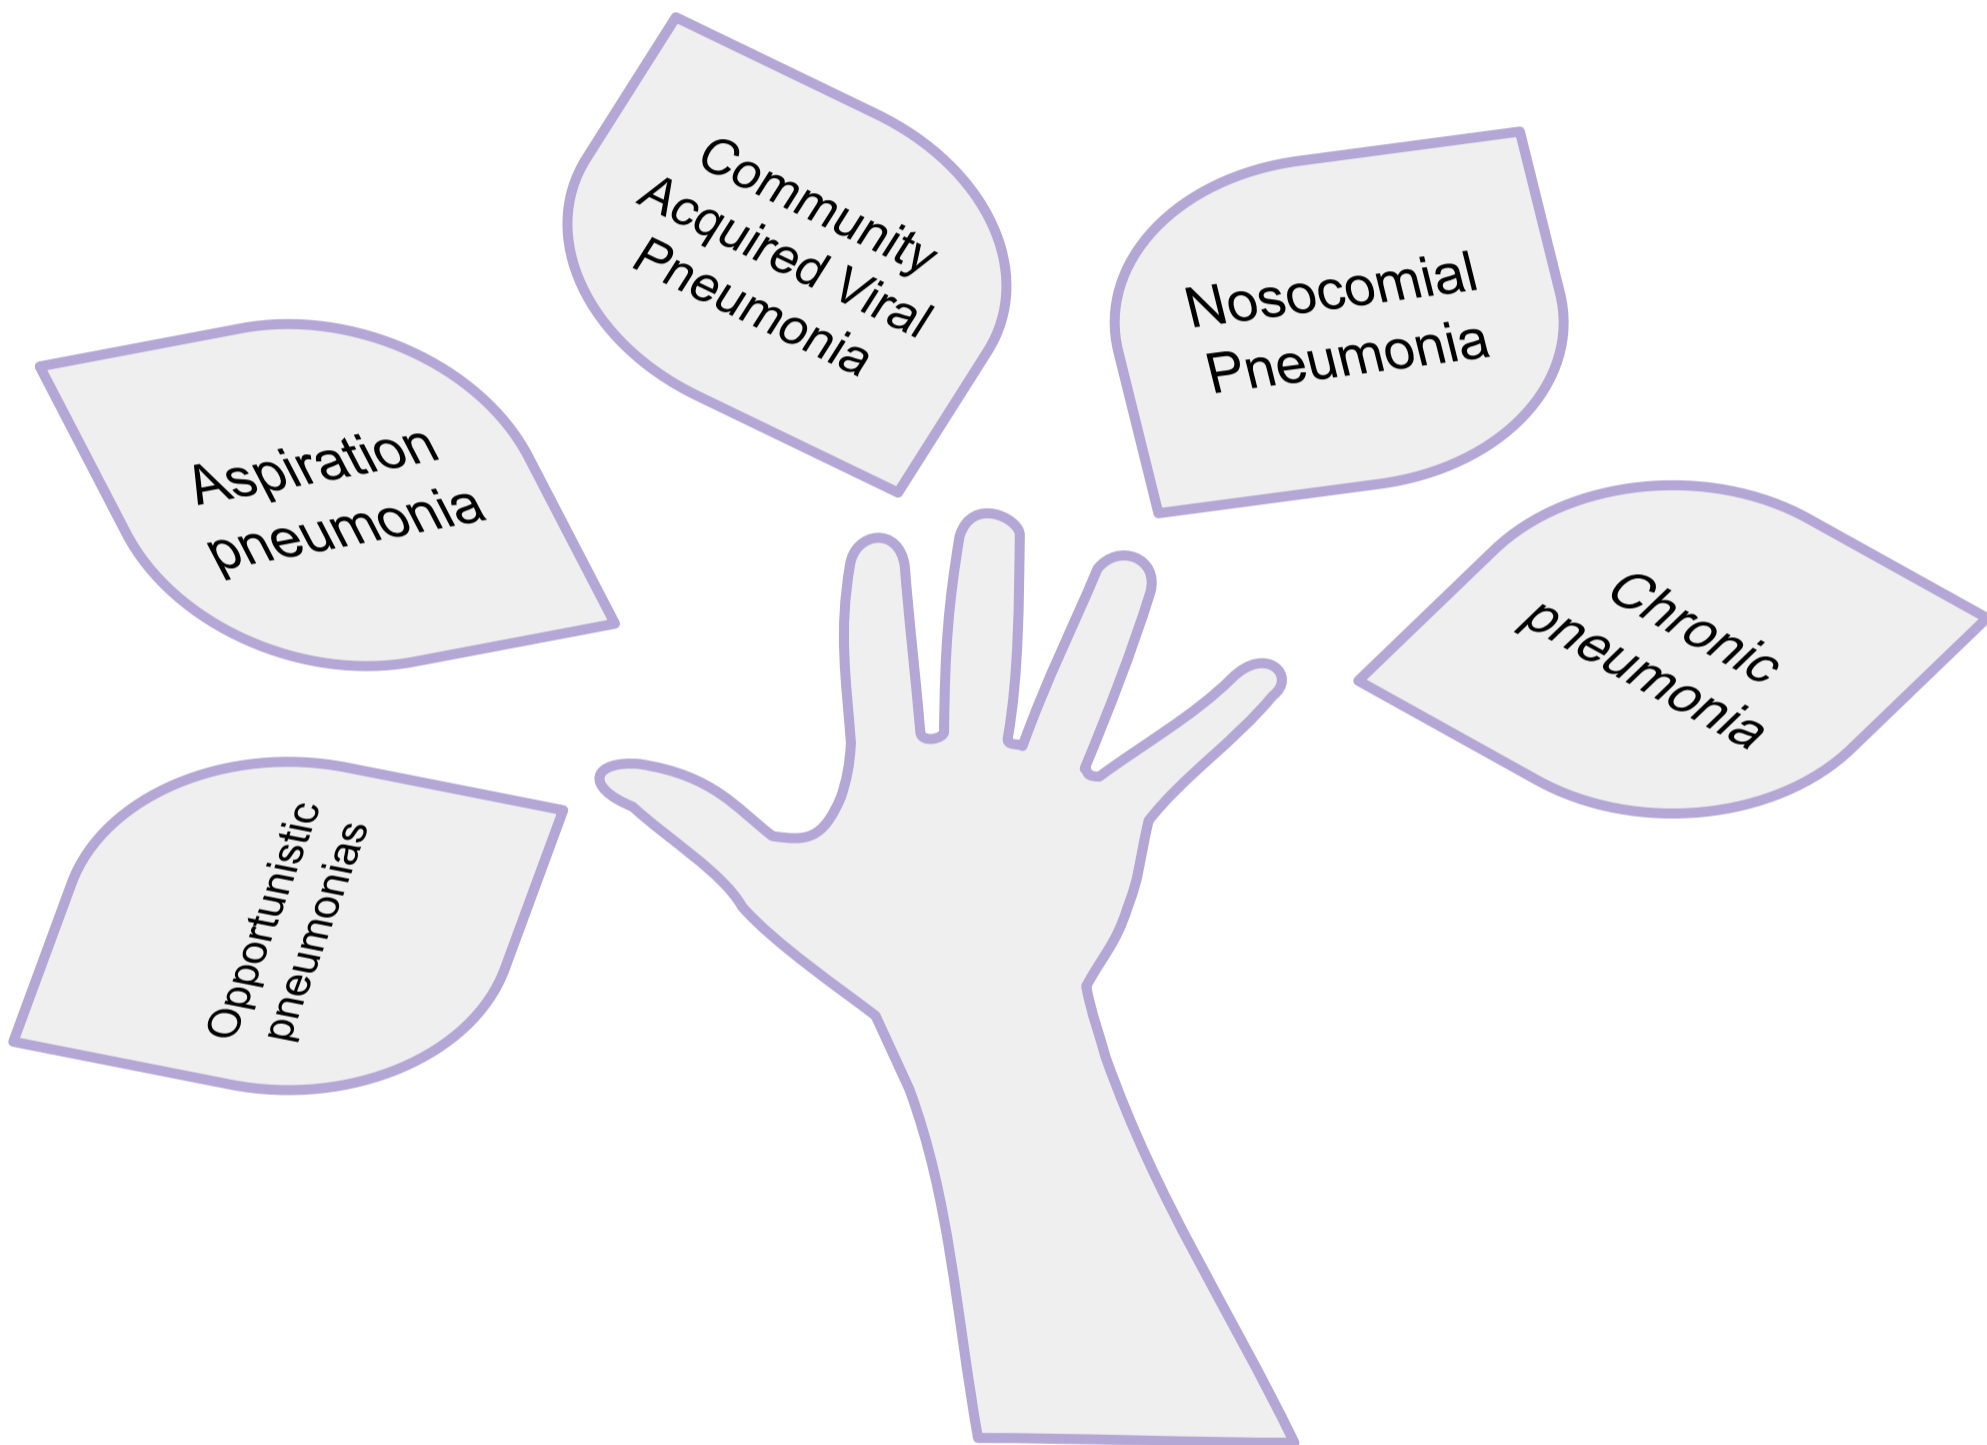 Community
Acquired Viral
Pneumonia
Nosocomial
Pneumonia
Aspiration
pneumonia
Chronic
pneumonia
Opportunistic
pneumonias